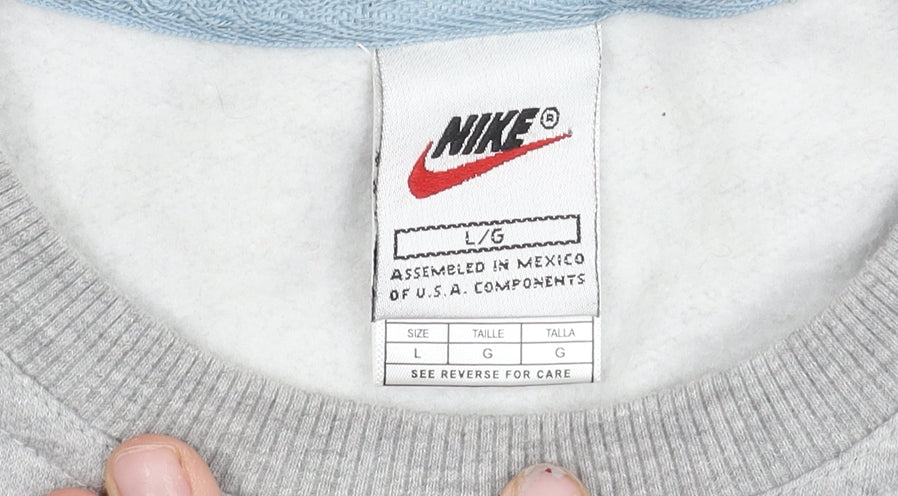 NIKE®
L/G
ASSEMBLED IN MEXICO
OF U.S.A. COMPONENTS
SIZE TAILLE TALLA
L G G
SEE REVERSE FOR CARE